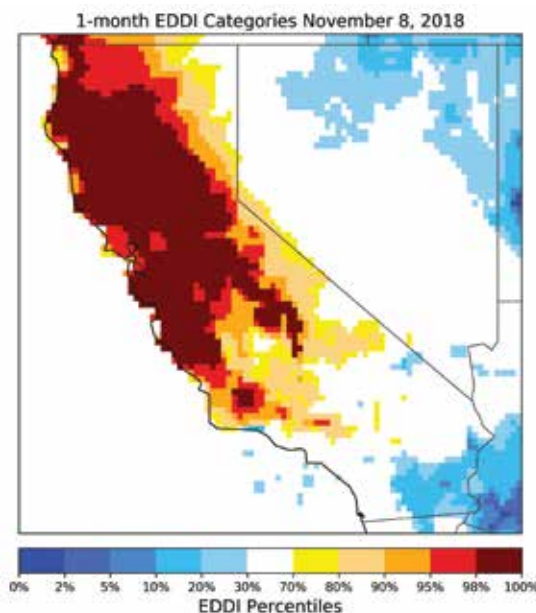 1-month EDDI Categories November 8, 2018
0% 2% 5% 10% 20% 30% 70% 80% 90% 95% 98% 100%
EDDI Percentiles